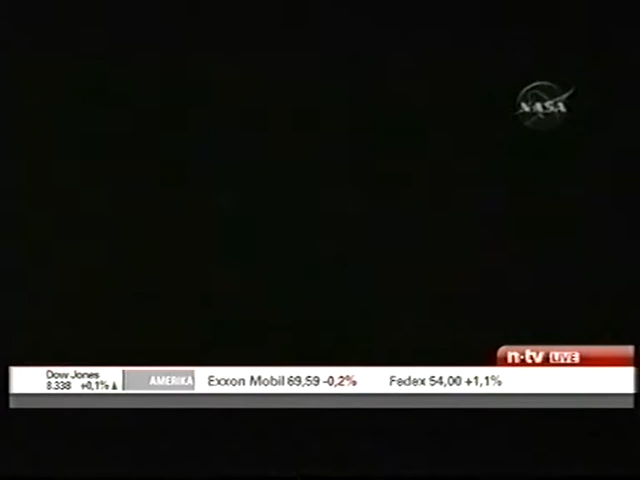 NASA
n-tv LIVE
Dow Jones
8.338 +0,1% ▲
AMERIKA
Exxon Mobil 69,59 -0,2% Fedex 54,00 +1,1%